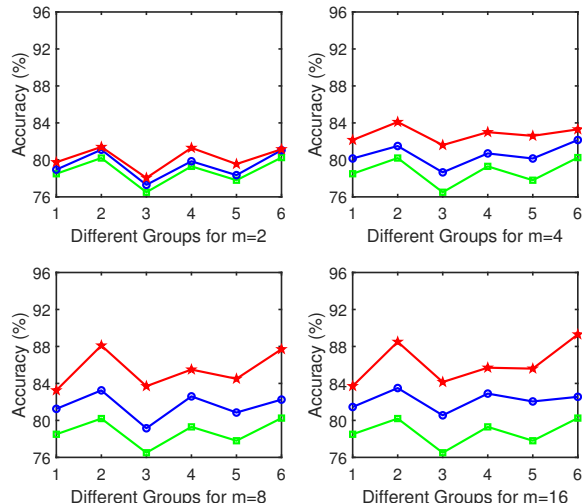 96
92
88
84
80
76
Accuracy (%)
1 2 3 4 5 6
Different Groups for m=2
96
92
88
84
80
76
Accuracy (%)
1 2 3 4 5 6
Different Groups for m=4
96
92
88
84
80
76
Accuracy (%)
1 2 3 4 5 6
Different Groups for m=8
96
92
88
84
80
76
Accuracy (%)
1 2 3 4 5 6
Different Groups for m=16